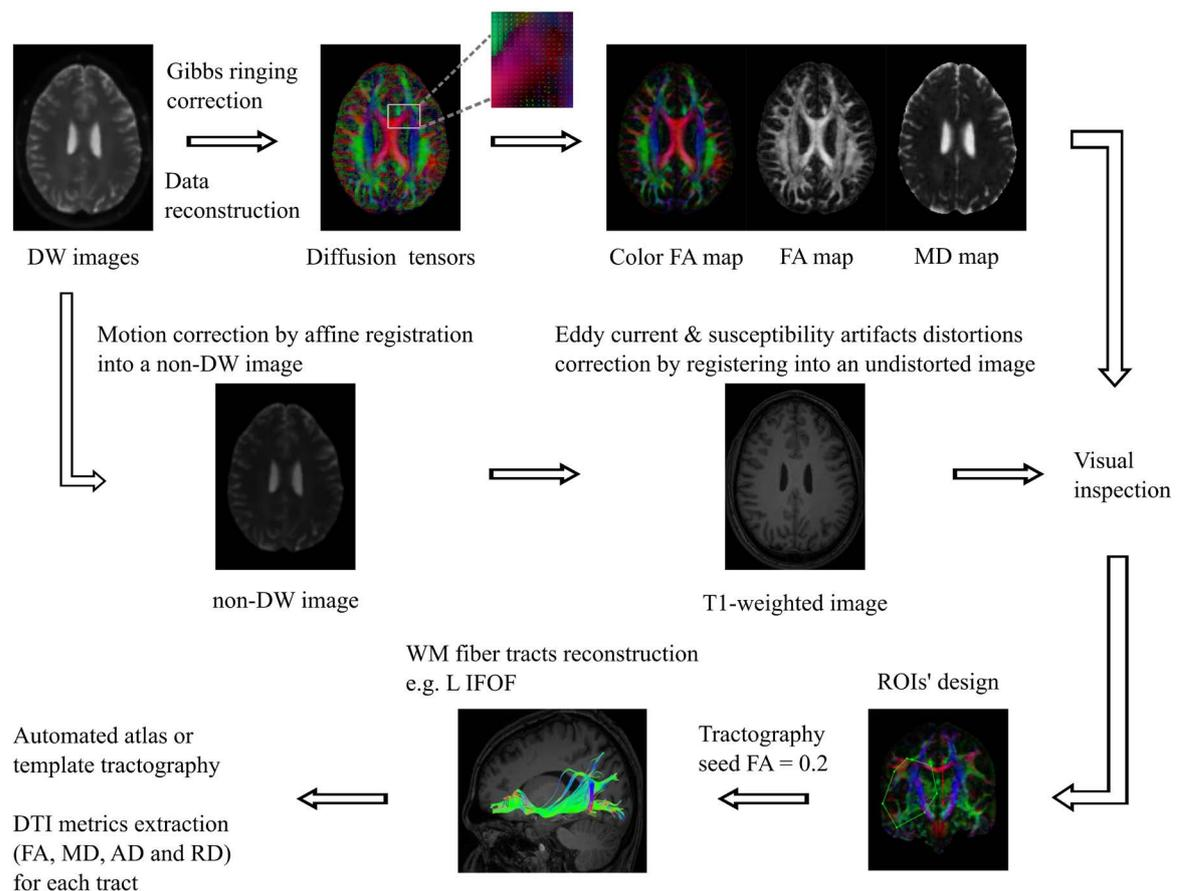 Gibbs ringing
correction
Data
reconstruction
DW images
Diffusion tensors
Color FA map
FA map
MD map
Motion correction by affine registration
into a non-DW image
Eddy current & susceptibility artifacts distortions
correction by registering into an undistorted image
Visual
inspection
non-DW image
T1-weighted image
WM fiber tracts reconstruction
e.g. L IFOF
ROIs' design
Tractography
seed FA = 0.2
Automated atlas or
template tractography
DTI metrics extraction
(FA, MD, AD and RD)
for each tract